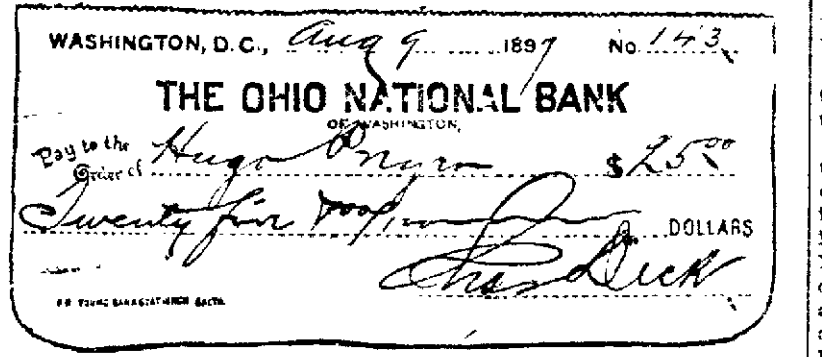 WASHINGTON, D.C., Aug 9 1897 No. 143
THE OHIO NATIONAL BANK
OF WASHINGTON,
Pay to the Order of Hugo $25 00
Twenty five 00/100 DOLLARS
Chas Dick